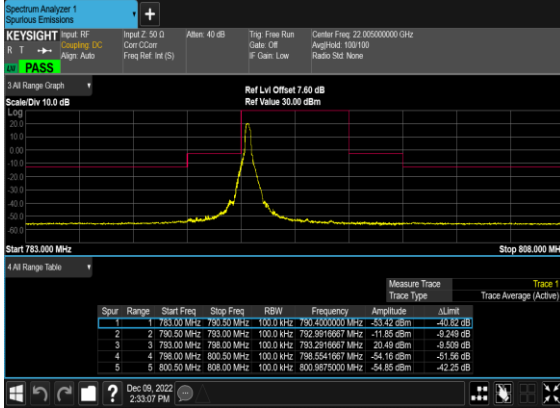 Spectrum Analyzer 1
Spurious Emissions
+
KEYSIGHT Input: RF Input Z: 50 Ω Atten: 40 dB Trig: Free Run Center Freq: 22.005000000 GHz
R T Coupling: DC Corr CCorr Gate: Off Avg|Hold: 100/100
Align: Auto Freq Ref: Int (S) IF Gain: Low Radio Std: None
LXI PASS
3 All Range Graph
Ref Lvl Offset 7.60 dB
Scale/Div 10.0 dB Ref Value 30.00 dBm
Log
20.0
10.0
0.00
-10.0
-20.0
-30.0
-40.0
-50.0
-60.0
Start 783.000 MHz Stop 808.000 MH
4 All Range Table
Measure Trace Trace 1
Trace Type Trace Average (Active)
Spur Range Start Freq Stop Freq RBW Frequency Amplitude ΔLimit
1 1 783.00 MHz 790.50 MHz 100.0 kHz 790.4000000 MHz -53.42 dBm -40.82 dB
2 2 790.50 MHz 793.00 MHz 100.0 kHz 792.9916667 MHz -11.85 dBm -9.249 dB
3 3 793.00 MHz 798.00 MHz 100.0 kHz 793.2916667 MHz 20.49 dBm -9.509 dB
4 4 798.00 MHz 800.50 MHz 100.0 kHz 798.5541667 MHz -54.16 dBm -51.56 dB
5 5 800.50 MHz 808.00 MHz 100.0 kHz 800.9875000 MHz -54.85 dBm -42.25 dB
? Dec 09, 2022
2:33:07 PM